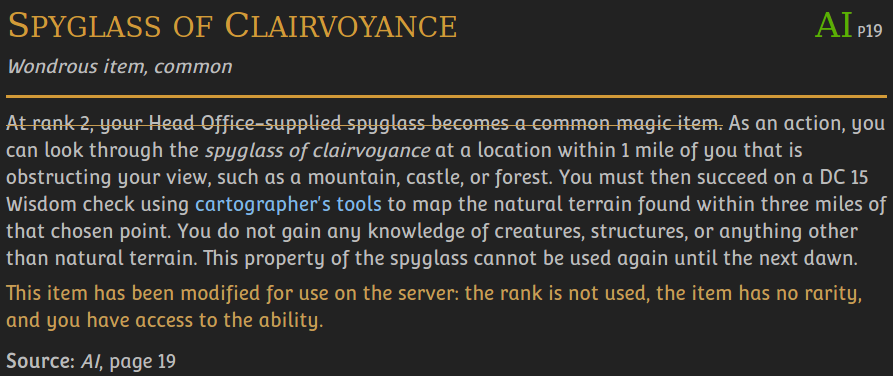 SPYGLASS OF CLAIRVOYANCE AI P19
Wondrous item, common
At rank 2, your Head Office-supplied spyglass becomes a common magic item. As an action, you
can look through the spyglass of clairvoyance at a location within 1 mile of you that is
obstructing your view, such as a mountain, castle, or forest. You must then succeed on a DC 15
Wisdom check using cartographer's tools to map the natural terrain found within three miles of
that chosen point. You do not gain any knowledge of creatures, structures, or anything other
than natural terrain. This property of the spyglass cannot be used again until the next dawn.
This item has been modified for use on the server: the rank is not used, the item has no rarity,
and you have access to the ability.
Source: AI, page 19